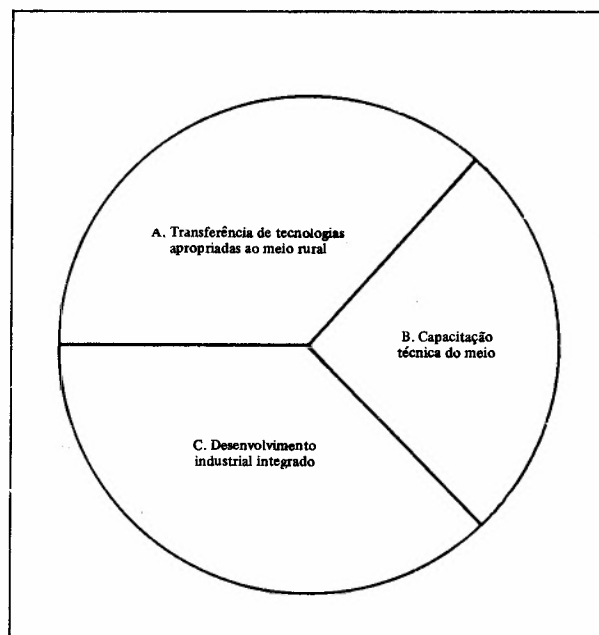 A. Transferência de tecnologias
apropriadas ao meio rural
B. Capacitação
técnica do meio
C. Desenvolvimento
industrial integrado